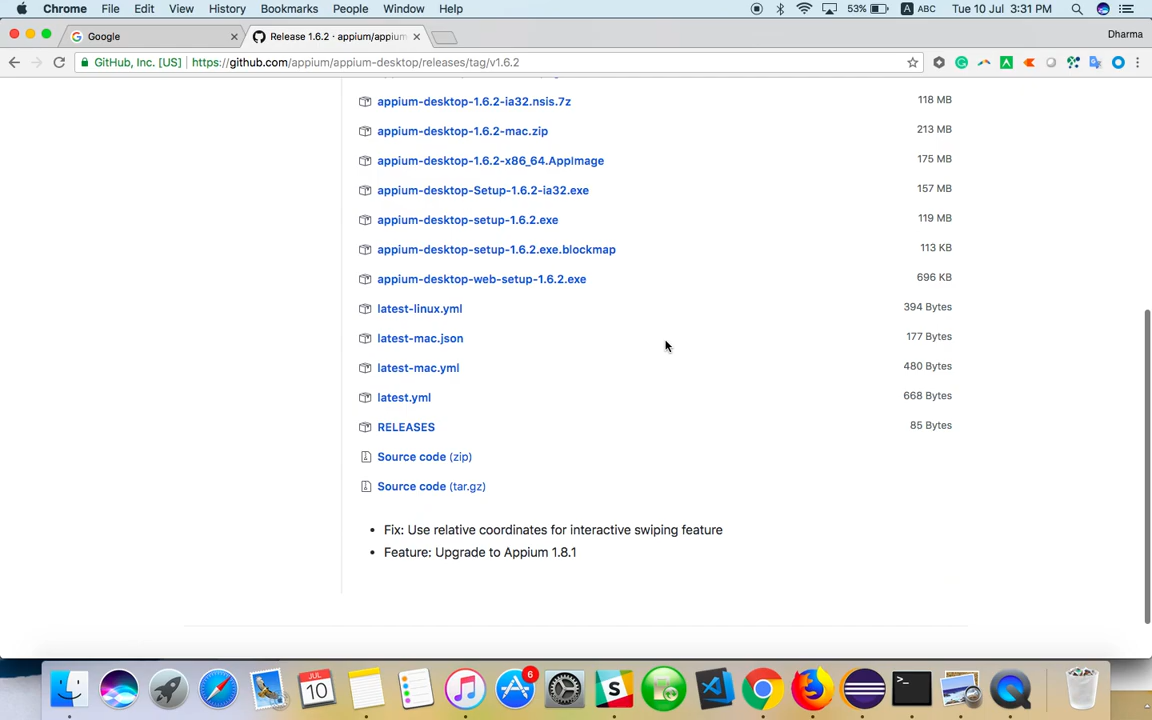 Chrome File Edit View History Bookmarks People Window Help 53% A ABC Tue 10 Jul 3:31 PM
Google Release 1.6.2 · appium/appium Dharma
GitHub, Inc. [US] https://github.com/appium/appium-desktop/releases/tag/v1.6.2
appium-desktop-1.6.2-ia32.nsis.7z 118 MB
appium-desktop-1.6.2-mac.zip 213 MB
appium-desktop-1.6.2-x86_64.AppImage 175 MB
appium-desktop-Setup-1.6.2-ia32.exe 157 MB
appium-desktop-setup-1.6.2.exe 119 MB
appium-desktop-setup-1.6.2.exe.blockmap 113 KB
appium-desktop-web-setup-1.6.2.exe 696 KB
latest-linux.yml 394 Bytes
latest-mac.json 177 Bytes
latest-mac.yml 480 Bytes
latest.yml 668 Bytes
RELEASES 85 Bytes
Source code (zip)
Source code (tar.gz)
• Fix: Use relative coordinates for interactive swiping feature
• Feature: Upgrade to Appium 1.8.1
JUL
10
6
S
>_